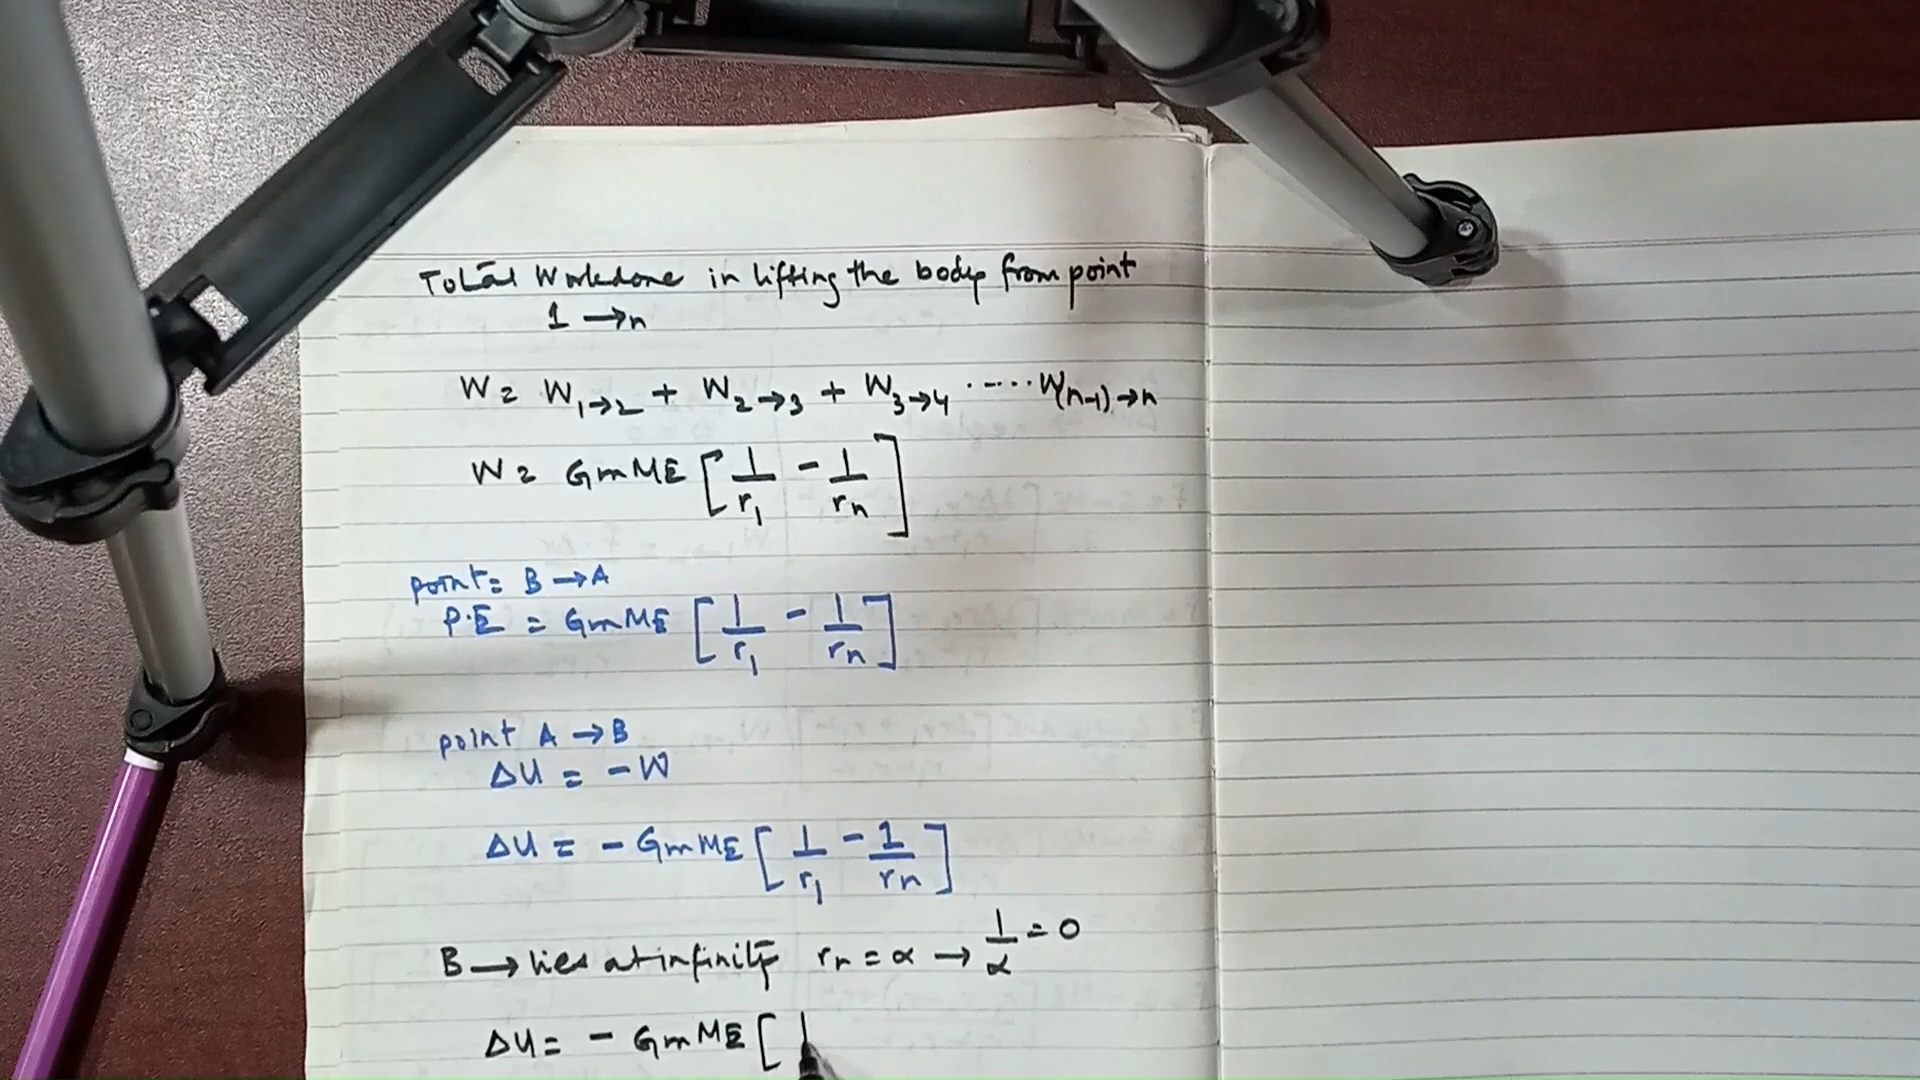 Total Workdone in lifting the body from point
1 → n
W = W1→2 + W2→3 + W3→4 ...... W(n-1)→n
W = GmME [1/r1 - 1/rn]
point: B → A
P.E = GmME [1/r1 - 1/rn]
point A → B
ΔU = -W
ΔU = - GmME [1/r1 - 1/rn]
B → lies at infinity rn = α → 1/α = 0
ΔU = - GmME [1